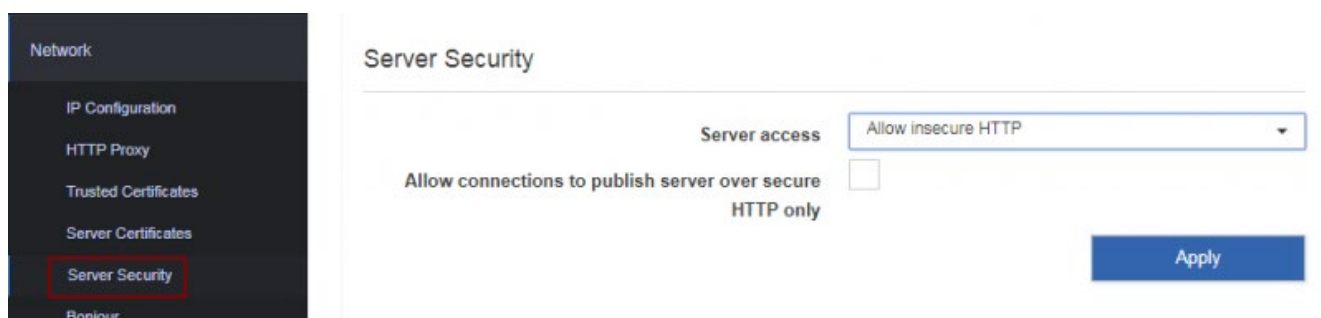 Network
IP Configuration
HTTP Proxy
Trusted Certificates
Server Certificates
Server Security
Bonjour
Server Security
Server access
Allow insecure HTTP
Allow connections to publish server over secure
HTTP only
Apply